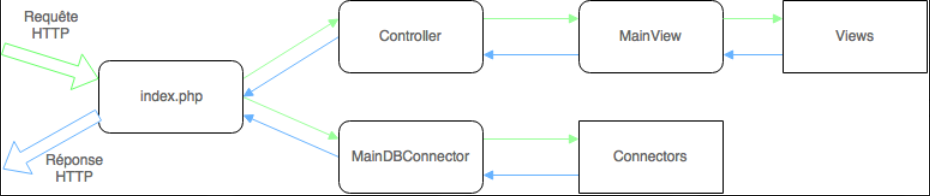 Requête
HTTP
Controller
MainView
Views
index.php
MainDBConnector
Connectors
Réponse
HTTP